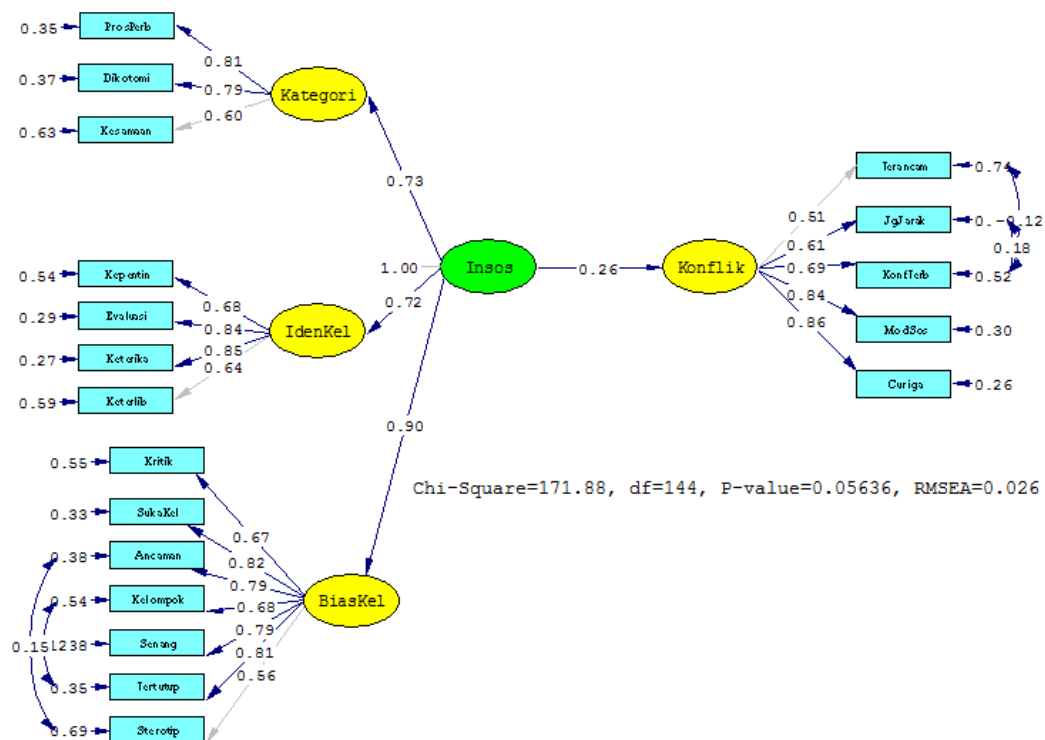 0.35 ProsPerb
0.37 Dikotomi
0.63 Kesamaan
0.81
0.79
0.60
Kategori
0.73
0.54 Kepentin
0.29 Evaluasi
0.27 Keterika
0.59 Keterlib
0.68
0.84
0.85
0.64
IdenKel
1.00
0.72
Insos
0.26
Konflik
0.51
0.61
0.69
0.84
0.86
Terancam 0.74
JgJarak
0.12
0.18
KonfTerb 0.52
ModSos 0.30
Curiga 0.26
0.90
Chi-Square=171.88, df=144, P-value=0.05636, RMSEA=0.026
0.55 Kritik
0.33 SukaKel
0.38 Ancaman
0.54 Kelompok
0.15 Senang
0.35 Tertutup
0.69 Sterotip
0.67
0.82
0.79
0.68
0.79
0.81
0.56
BiasKel